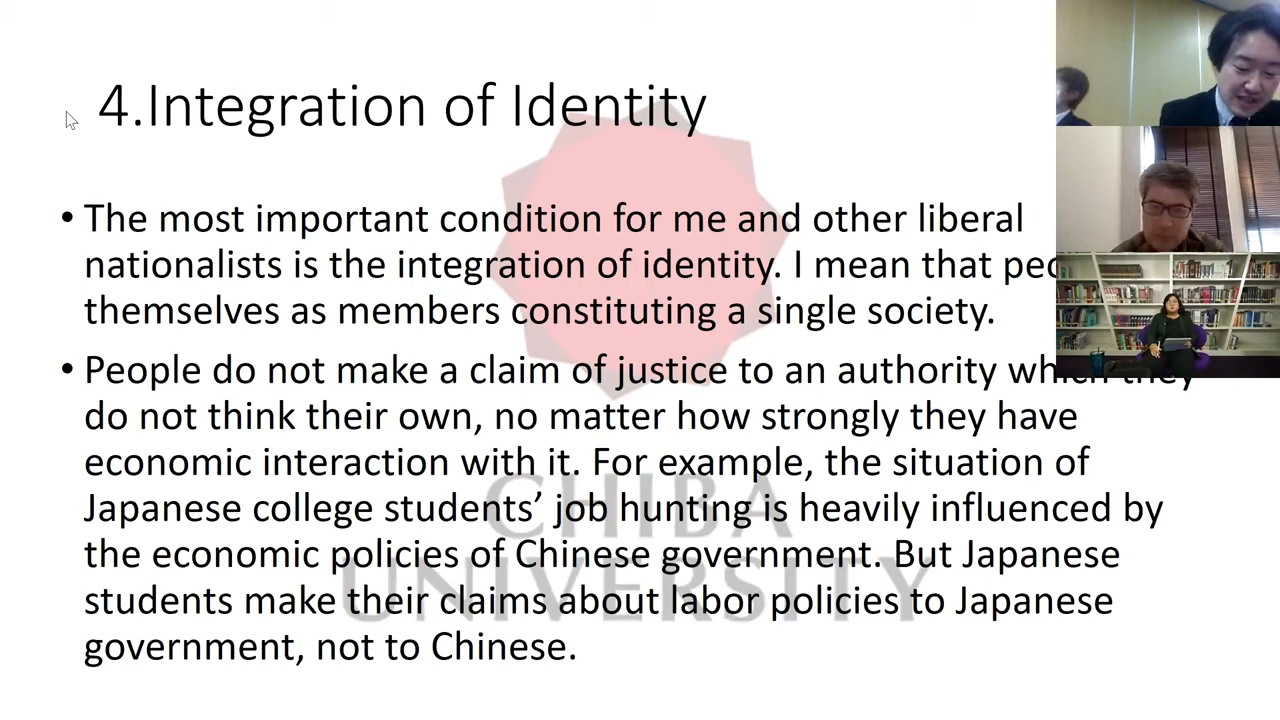 4.Integration of Identity
• The most important condition for me and other liberal
nationalists is the integration of identity. I mean that
themselves as members constituting a single society.
• People do not make a claim of justice to an authority which they
do not think their own, no matter how strongly they have
economic interaction with it. For example, the situation of
Japanese college students’ job hunting is heavily influenced by
the economic policies of Chinese government. But Japanese
students make their claims about labor policies to Japanese
government, not to Chinese.
CHIBA
UNIVERSITY